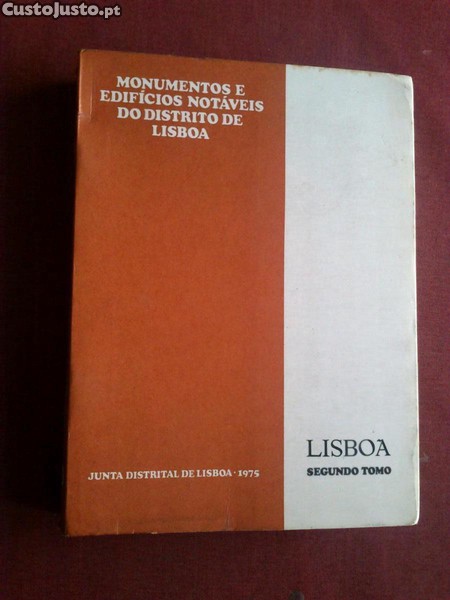 CustoJusto.pt
MONUMENTOS E
EDIFÍCIOS NOTÁVEIS
DO DISTRITO DE
LISBOA
JUNTA DISTRITAL DE LISBOA · 1975
LISBOA
SEGUNDO TOMO